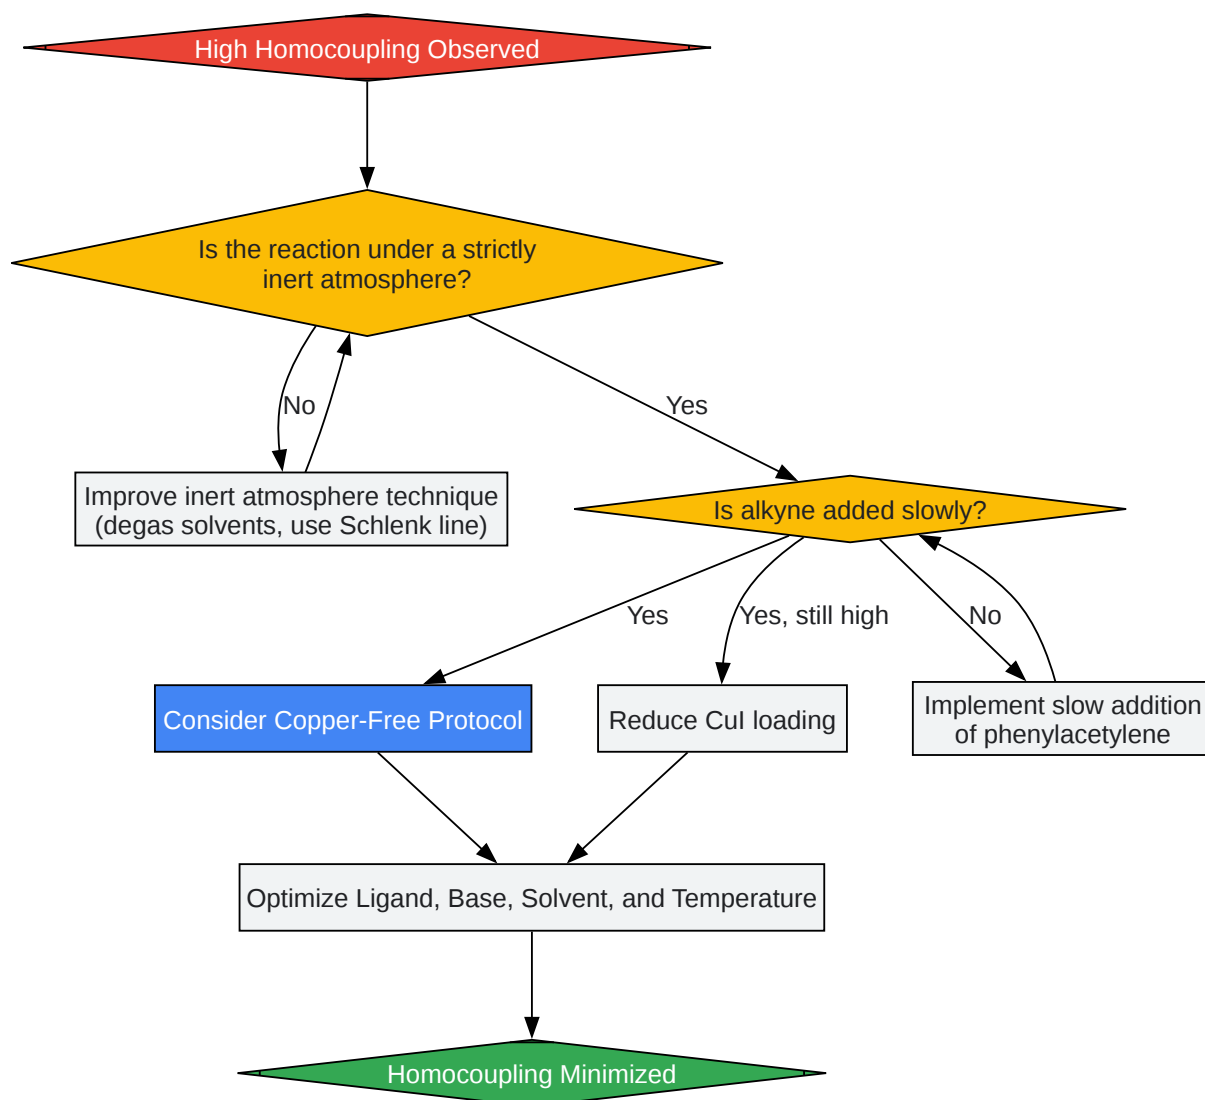 High Homocoupling Observed
Is the reaction under a strictly
inert atmosphere?
No
Yes
Improve inert atmosphere technique
(degas solvents, use Schlenk line)
Is alkyne added slowly?
Yes
Yes, still high
No
Consider Copper-Free Protocol
Reduce CuI loading
Implement slow addition
of phenylacetylene
Optimize Ligand, Base, Solvent, and Temperature
Homocoupling Minimized